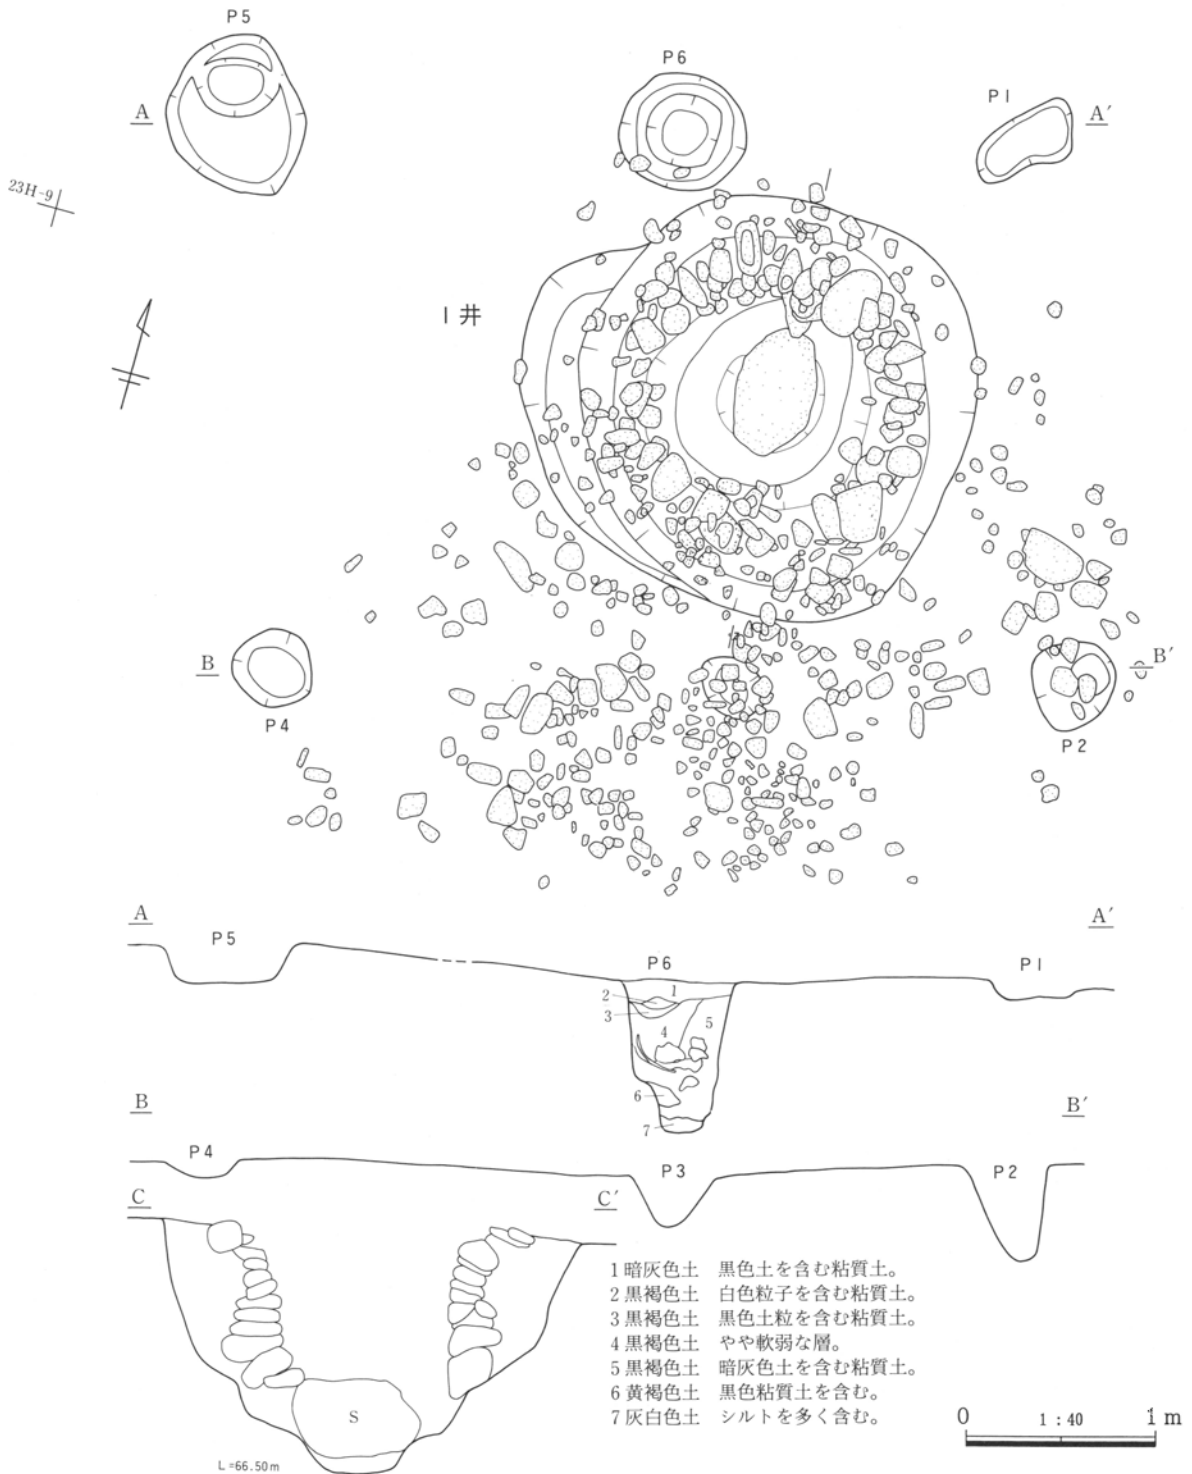 P5
P6
P1
A
A′
23H-9
1井
B
B′
P4
P2
A
A′
P5
P6
P1
1
2
3
5
4
6
7
B
B′
P4
P3
P2
C
C′
1 暗灰色土 黒色土を含む粘質土。
2 黒褐色土 白色粒子を含む粘質土。
3 黒褐色土 黒色土粒を含む粘質土。
4 黒褐色土 やや軟弱な層。
5 黒褐色土 暗灰色土を含む粘質土。
6 黄褐色土 黒色粘質土を含む。
7 灰白色土 シルトを多く含む。
S
L=66.50m
0 1:40 1m